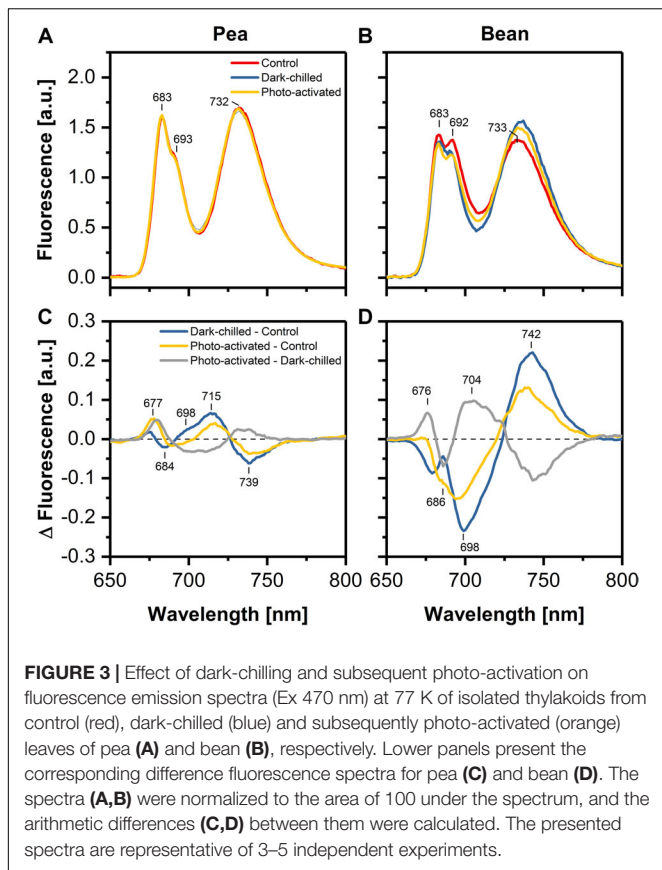 A
Pea
B
Bean
Fluorescence [a.u.]
2.0
1.5
1.0
0.5
0.0
683
693
732
Control
Dark-chilled
Photo-activated
683
692
733
C
D
Δ Fluorescence [a.u.]
0.3
0.2
0.1
0.0
-0.1
-0.2
-0.3
Dark-chilled - Control
Photo-activated - Control
Photo-activated - Dark-chilled
677
698
715
684
739
742
676
704
686
698
650
700
750
800
650
700
750
800
Wavelength [nm]
Wavelength [nm]
FIGURE 3 | Effect of dark-chilling and subsequent photo-activation on
fluorescence emission spectra (Ex 470 nm) at 77 K of isolated thylakoids from
control (red), dark-chilled (blue) and subsequently photo-activated (orange)
leaves of pea (A) and bean (B), respectively. Lower panels present the
corresponding difference fluorescence spectra for pea (C) and bean (D). The
spectra (A,B) were normalized to the area of 100 under the spectrum, and the
arithmetic differences (C,D) between them were calculated. The presented
spectra are representative of 3–5 independent experiments.